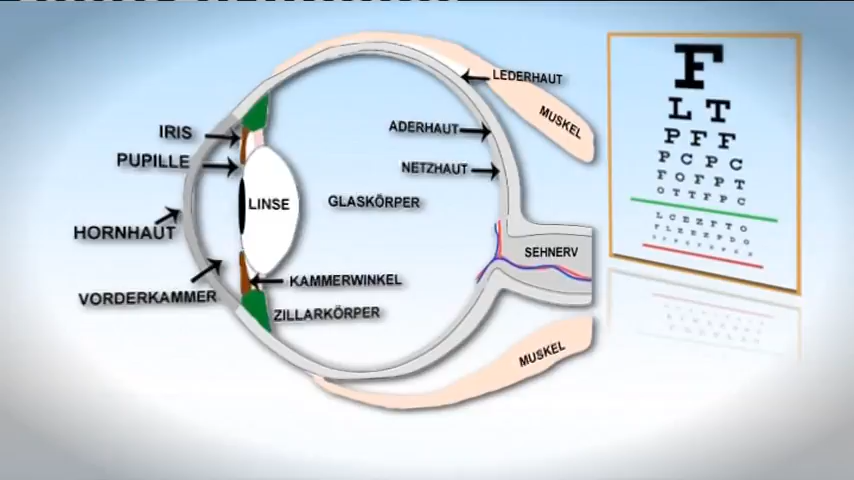 LEDERHAUT
MUSKEL
ADERHAUT
NETZHAUT
IRIS
PUPILLE
LINSE
GLASKÖRPER
HORNHAUT
SEHNERV
VORDERKAMMER
KAMMERWINKEL
ZILLARKÖRPER
MUSKEL
F
L T
P F F
P C P C
F O F P T
O T T F P C
L C E Z F T O